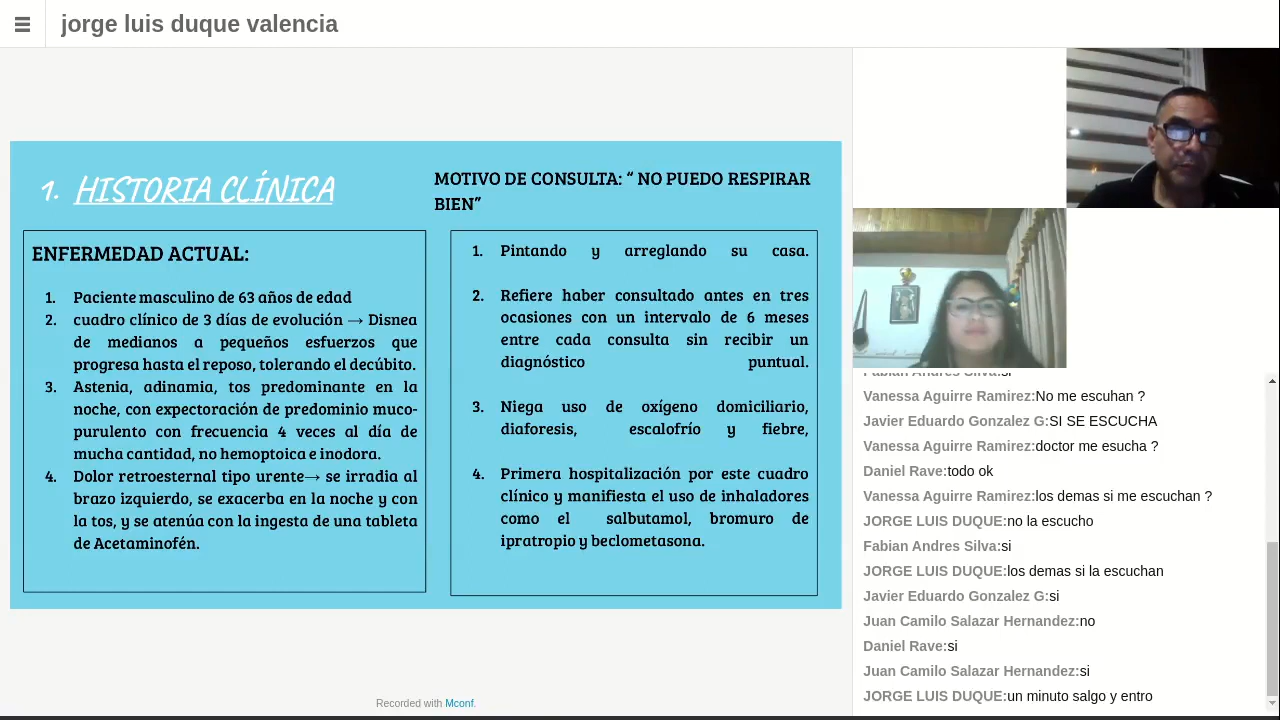 jorge luis duque valencia
1. HISTORIA CLÍNICA
MOTIVO DE CONSULTA: “ NO PUEDO RESPIRAR
BIEN”
ENFERMEDAD ACTUAL:
1. Paciente masculino de 63 años de edad
2. cuadro clínico de 3 días de evolución → Disnea
de medianos a pequeños esfuerzos que
progresa hasta el reposo, tolerando el decúbito.
3. Astenia, adinamia, tos predominante en la
noche, con expectoración de predominio muco-
purulento con frecuencia 4 veces al día de
mucha cantidad, no hemoptoica e inodora.
4. Dolor retroesternal tipo urente→ se irradia al
brazo izquierdo, se exacerba en la noche y con
la tos, y se atenúa con la ingesta de una tableta
de Acetaminofén.
1. Pintando y arreglando su casa.
2. Refiere haber consultado antes en tres
ocasiones con un intervalo de 6 meses
entre cada consulta sin recibir un
diagnóstico puntual.
3. Niega uso de oxígeno domiciliario,
diaforesis, escalofrío y fiebre,
4. Primera hospitalización por este cuadro
clínico y manifiesta el uso de inhaladores
como el salbutamol, bromuro de
ipratropio y beclometasona.
Recorded with Mconf.
Fabian Andres Silva:si
Vanessa Aguirre Ramirez:No me escuhan ?
Javier Eduardo Gonzalez G:SI SE ESCUCHA
Vanessa Aguirre Ramirez:doctor me esucha ?
Daniel Rave:todo ok
Vanessa Aguirre Ramirez:los demas si me escuchan ?
JORGE LUIS DUQUE:no la escucho
Fabian Andres Silva:si
JORGE LUIS DUQUE:los demas si la escuchan
Javier Eduardo Gonzalez G:si
Juan Camilo Salazar Hernandez:no
Daniel Rave:si
Juan Camilo Salazar Hernandez:si
JORGE LUIS DUQUE:un minuto salgo y entro